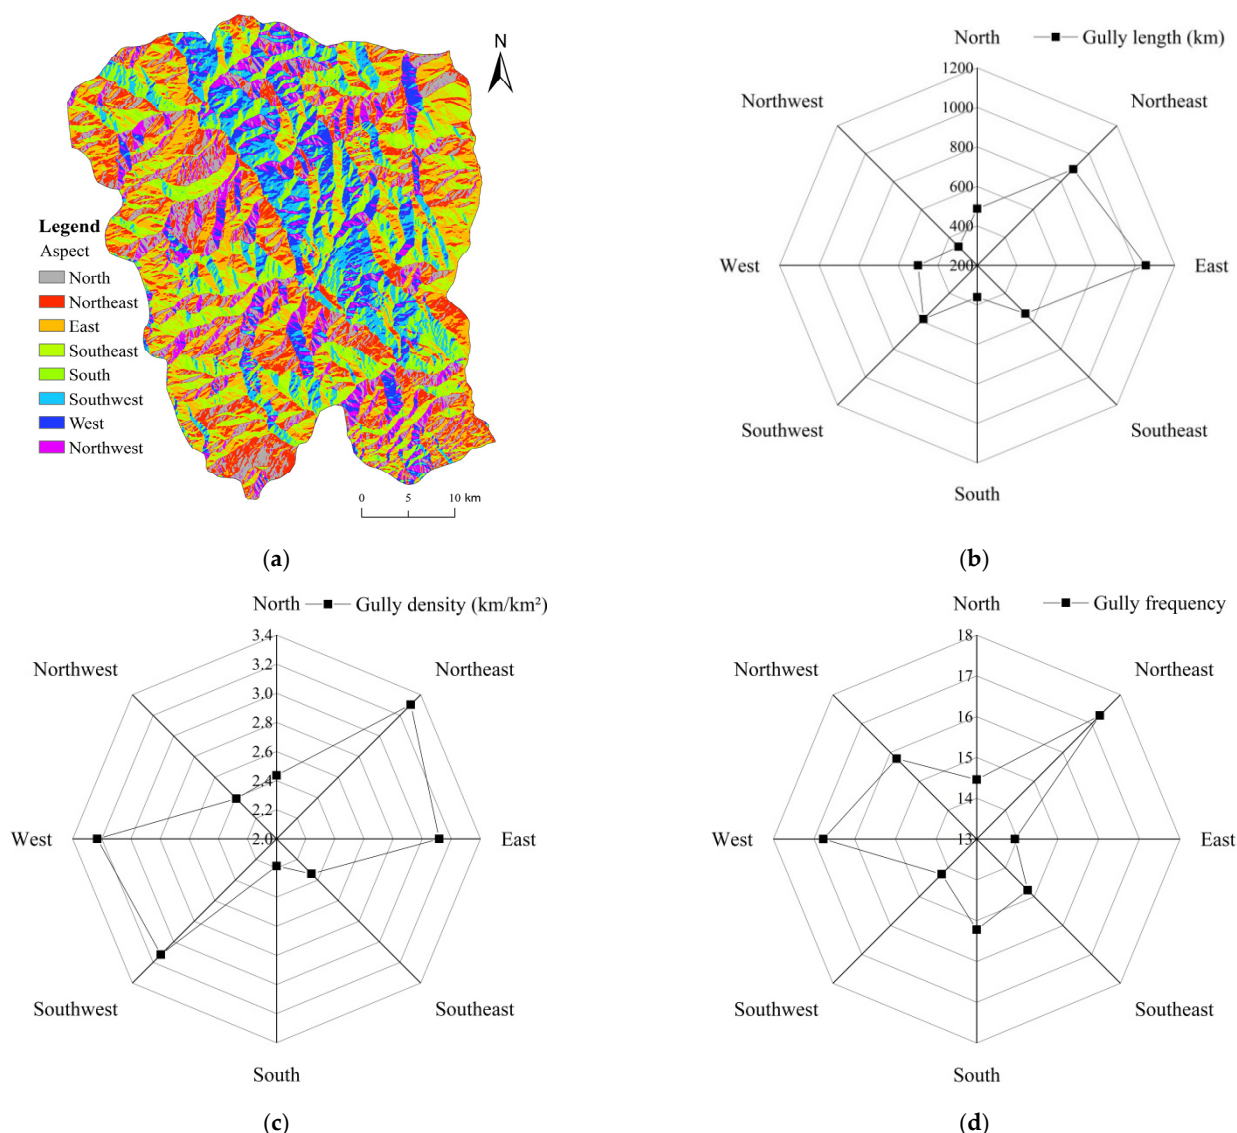 N
Legend
Aspect
North
Northeast
East
Southeast
South
Southwest
West
Northwest
0 5 10 km
(a)
North Gully length (km)
1200
Northwest Northeast
1000
800
600
400
West 200 East
Southwest Southeast
South
(b)
North Gully density (km/km²)
3.4
Northwest Northeast
3.2
3.0
2.8
2.6
2.4
2.2
West 2.0 East
Southwest Southeast
South
(c)
North Gully frequency
18
Northwest Northeast
17
16
15
14
West 13 East
Southwest Southeast
South
(d)